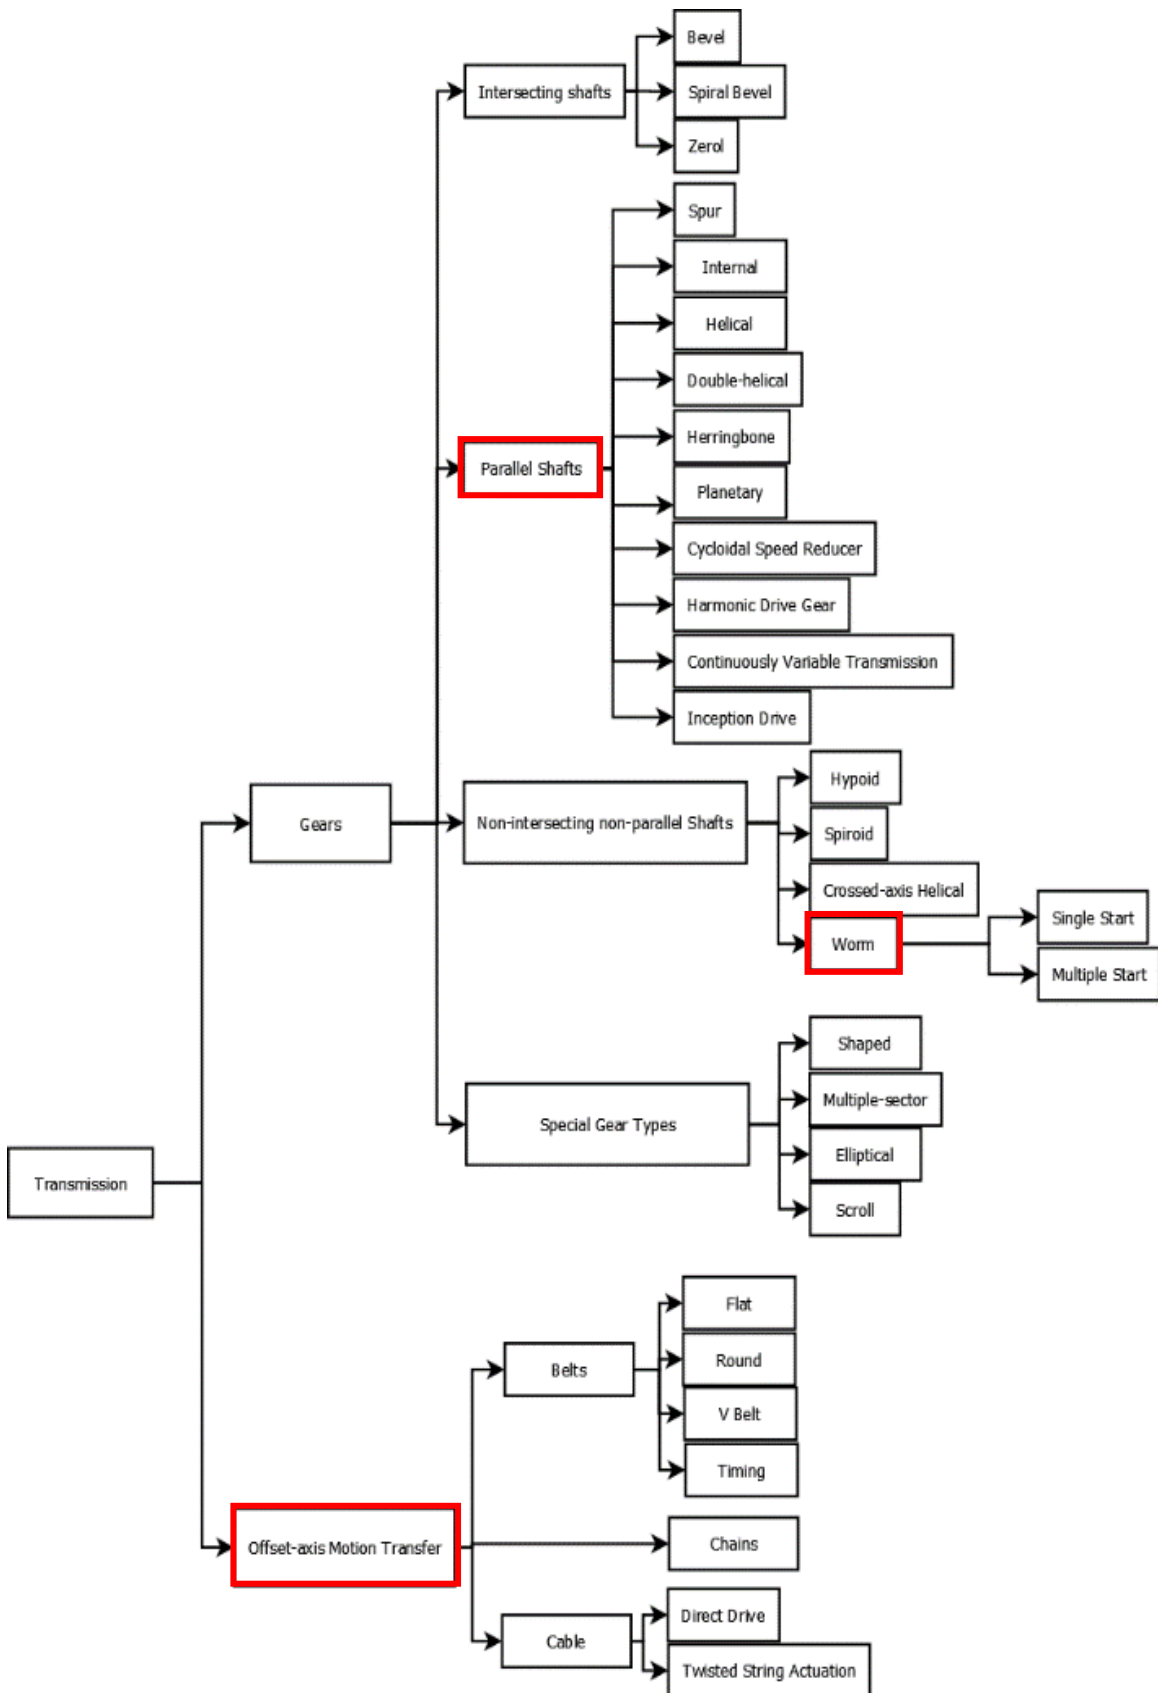 Bevel
Intersecting shafts
Spiral Bevel
Zerol
Spur
Internal
Helical
Double-helical
Herringbone
Parallel Shafts
Planetary
Cycloidal Speed Reducer
Harmonic Drive Gear
Continuously Variable Transmission
Inception Drive
Hypoid
Gears
Non-intersecting non-parallel Shafts
Spiroid
Crossed-axis Helical
Single Start
Worm
Multiple Start
Shaped
Multiple-sector
Special Gear Types
Elliptical
Transmission
Scroll
Flat
Round
Belts
V Belt
Timing
Offset-axis Motion Transfer
Chains
Direct Drive
Cable
Twisted String Actuation